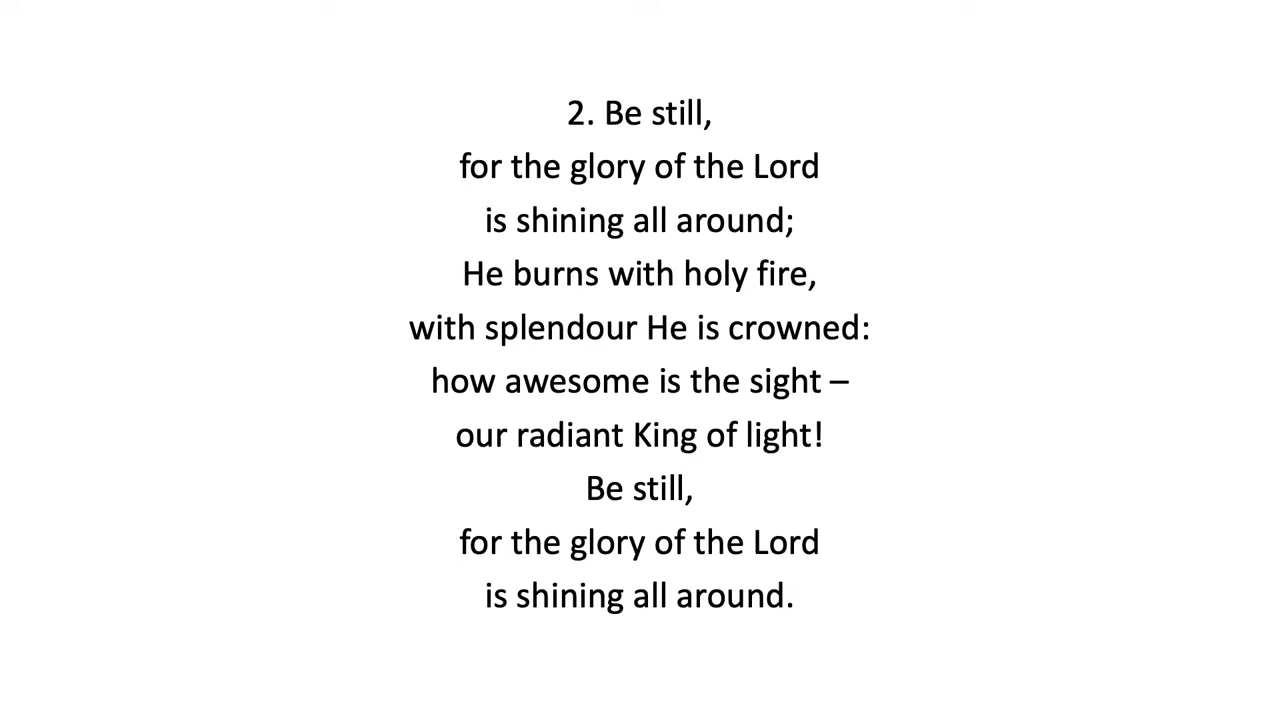 2. Be still,
for the glory of the Lord
is shining all around;
He burns with holy fire,
with splendour He is crowned:
how awesome is the sight –
our radiant King of light!
Be still,
for the glory of the Lord
is shining all around.